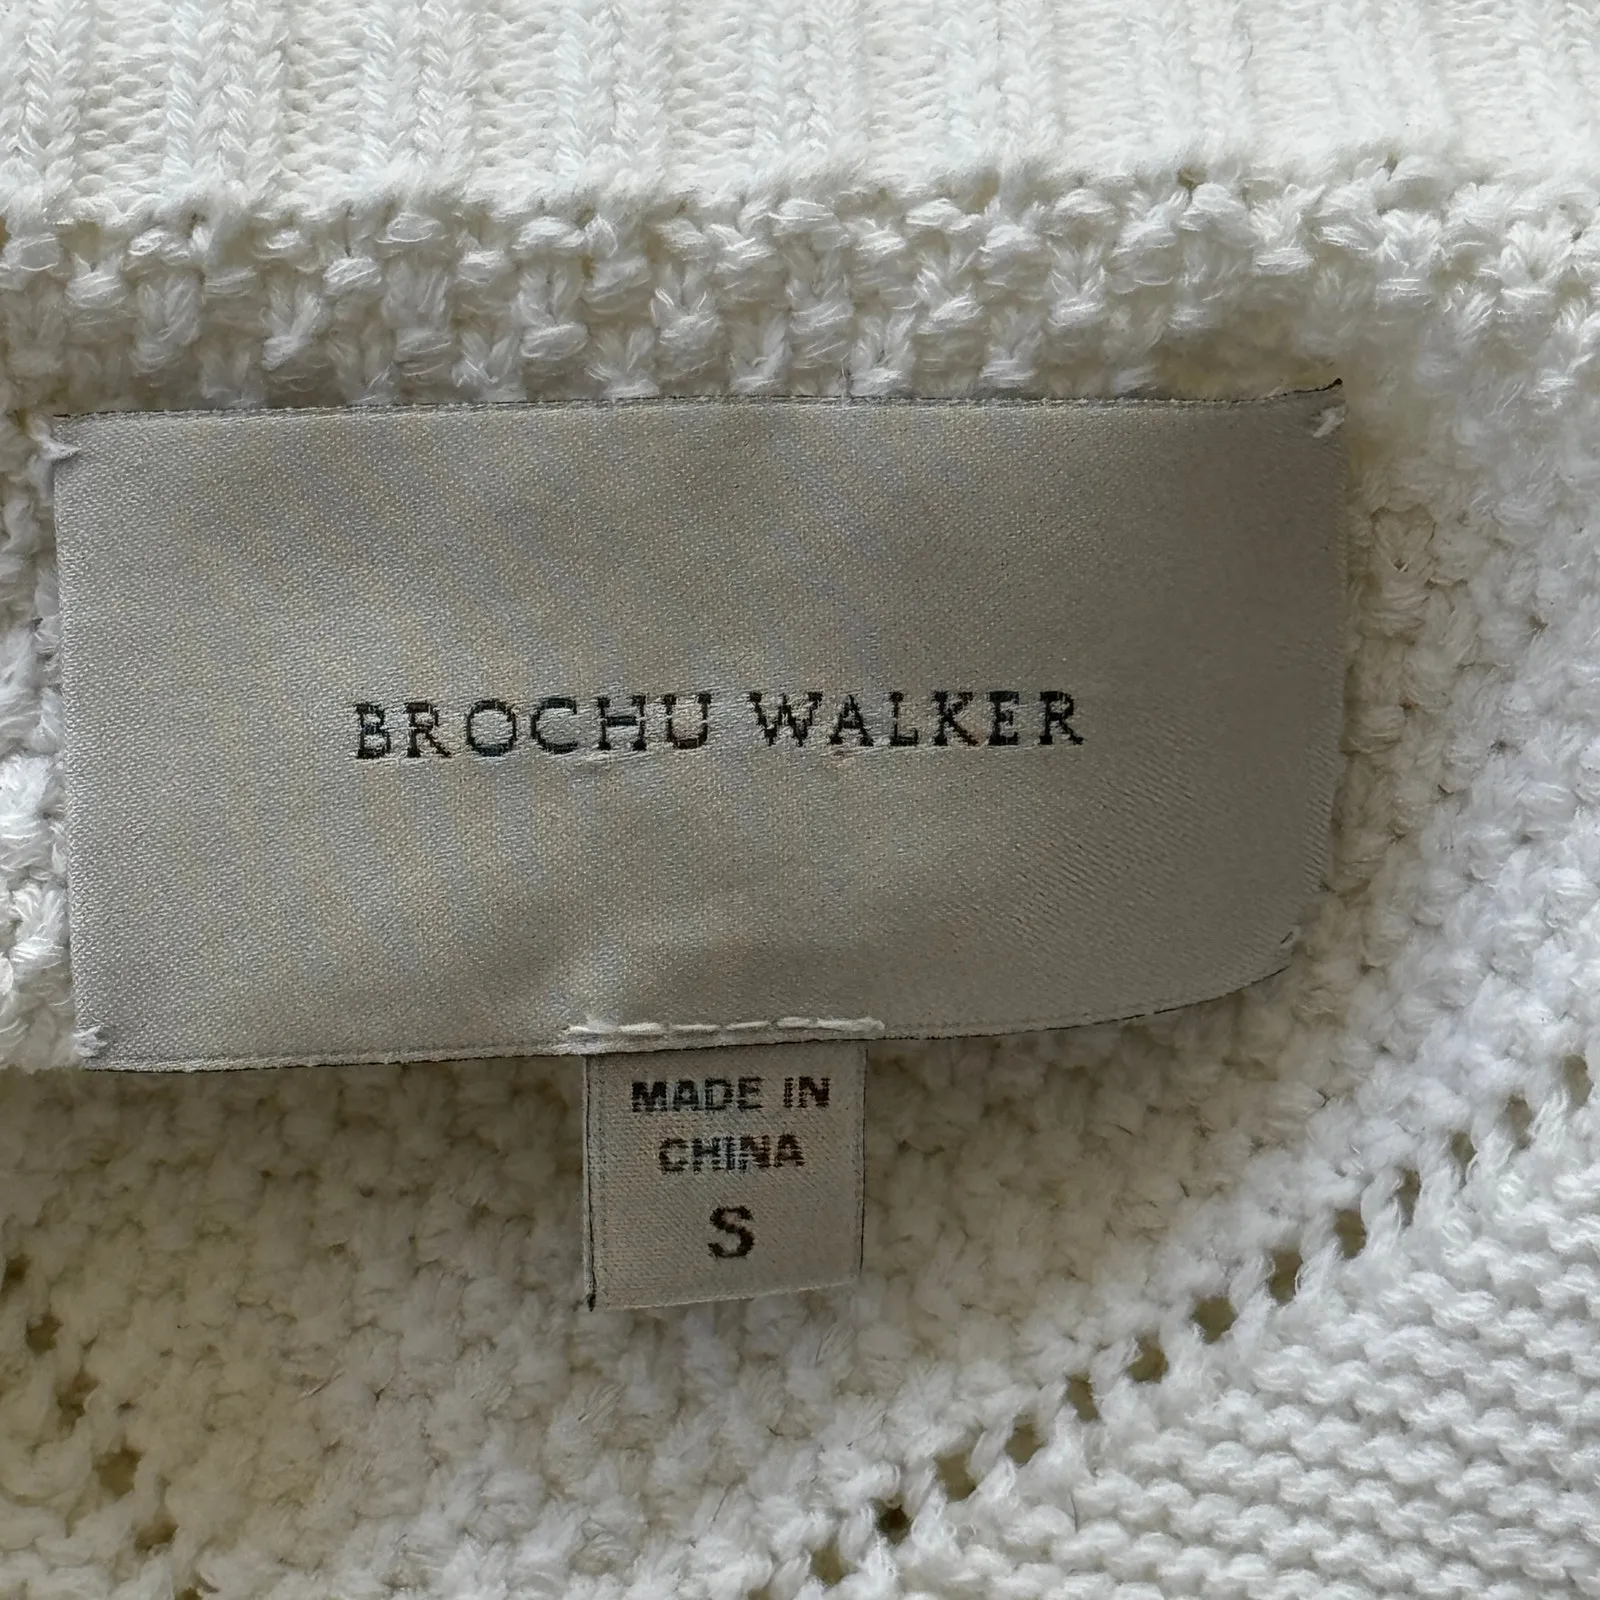 BROCHU WALKER
MADE IN
CHINA
S